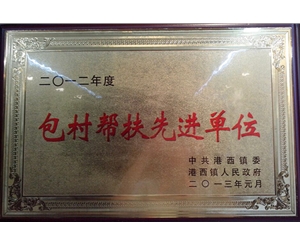 二〇一二年度
包村帮扶先进单位
中共港西镇委
港西镇人民政府
二〇一三年元月